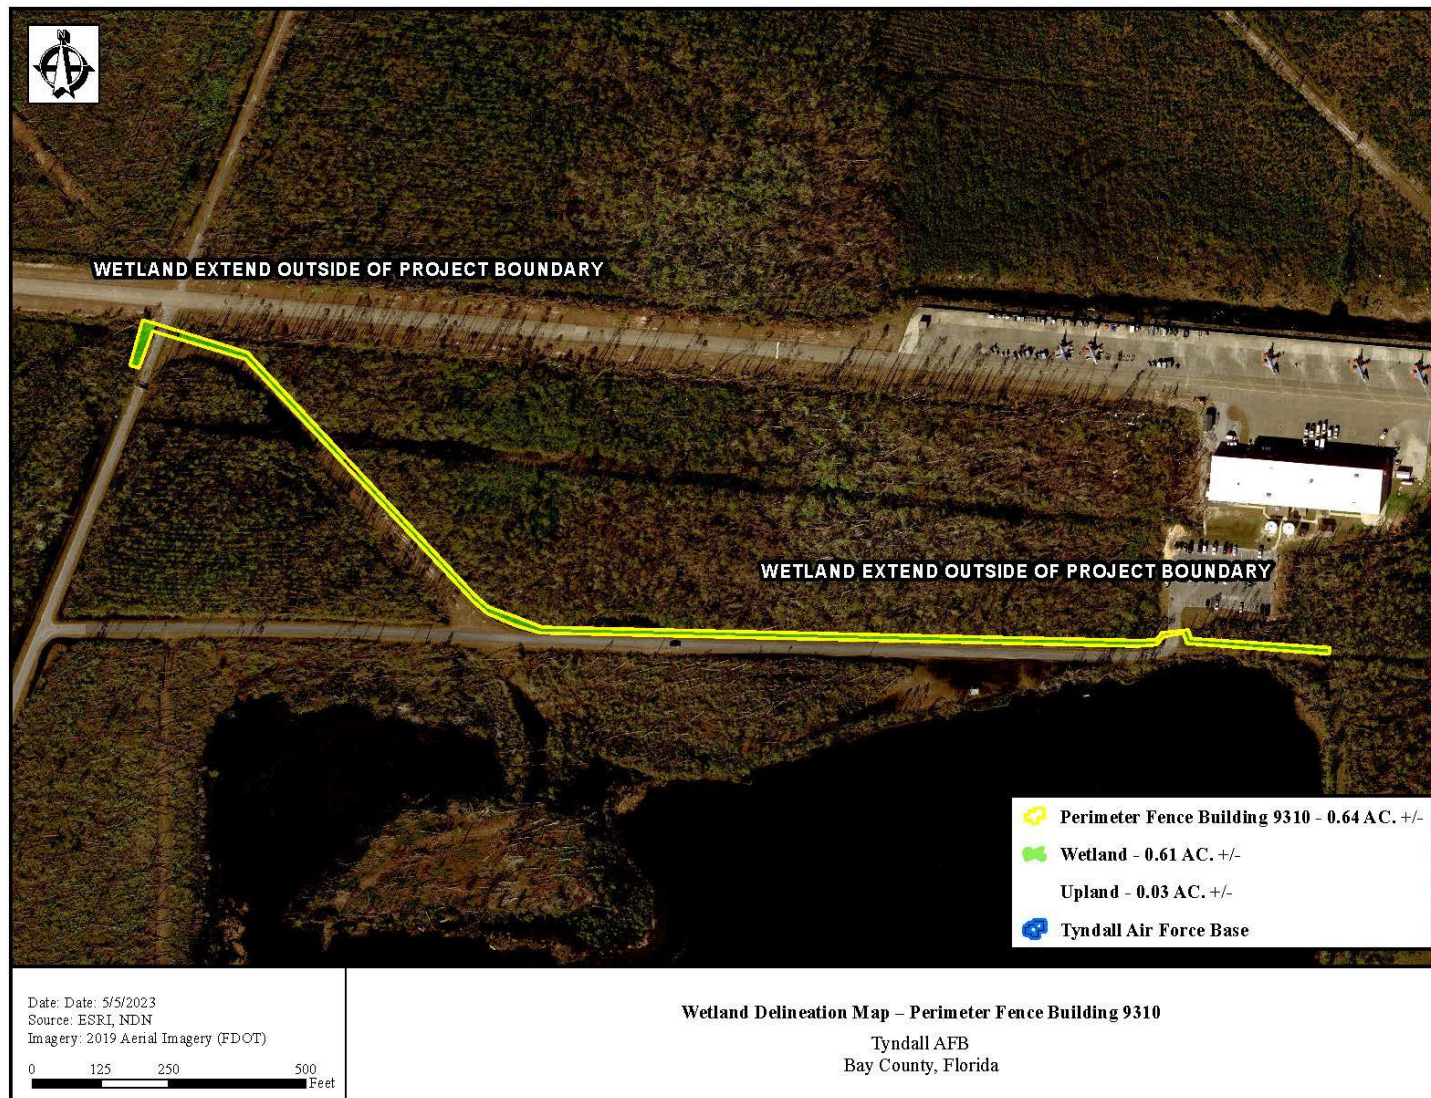 N
WETLAND EXTEND OUTSIDE OF PROJECT BOUNDARY
WETLAND EXTEND OUTSIDE OF PROJECT BOUNDARY
Perimeter Fence Building 9310 - 0.64 AC. +/-
Wetland - 0.61 AC. +/-
Upland - 0.03 AC. +/-
Tyndall Air Force Base
Date: Date: 5/5/2023
Source: ESRI, NDN
Imagery: 2019 Aerial Imagery (FDOT)
0 125 250 500
Feet
Wetland Delineation Map – Perimeter Fence Building 9310
Tyndall AFB
Bay County, Florida